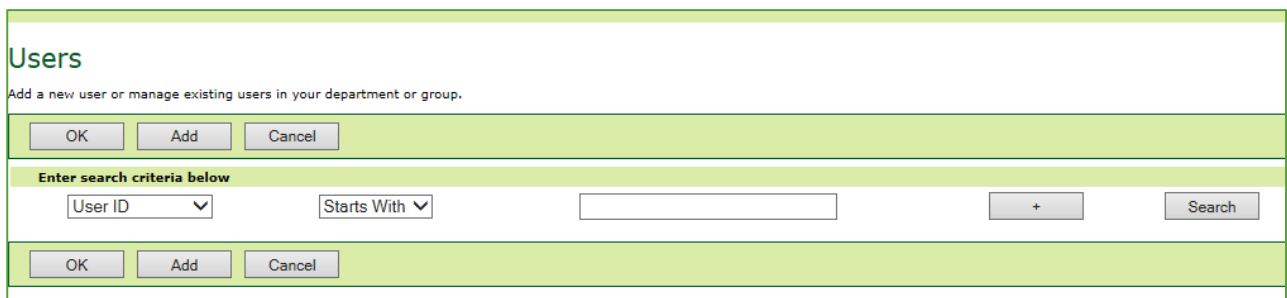 Users
Add a new user or manage existing users in your department or group.
OK Add Cancel
Enter search criteria below
User ID Starts With + Search
OK Add Cancel